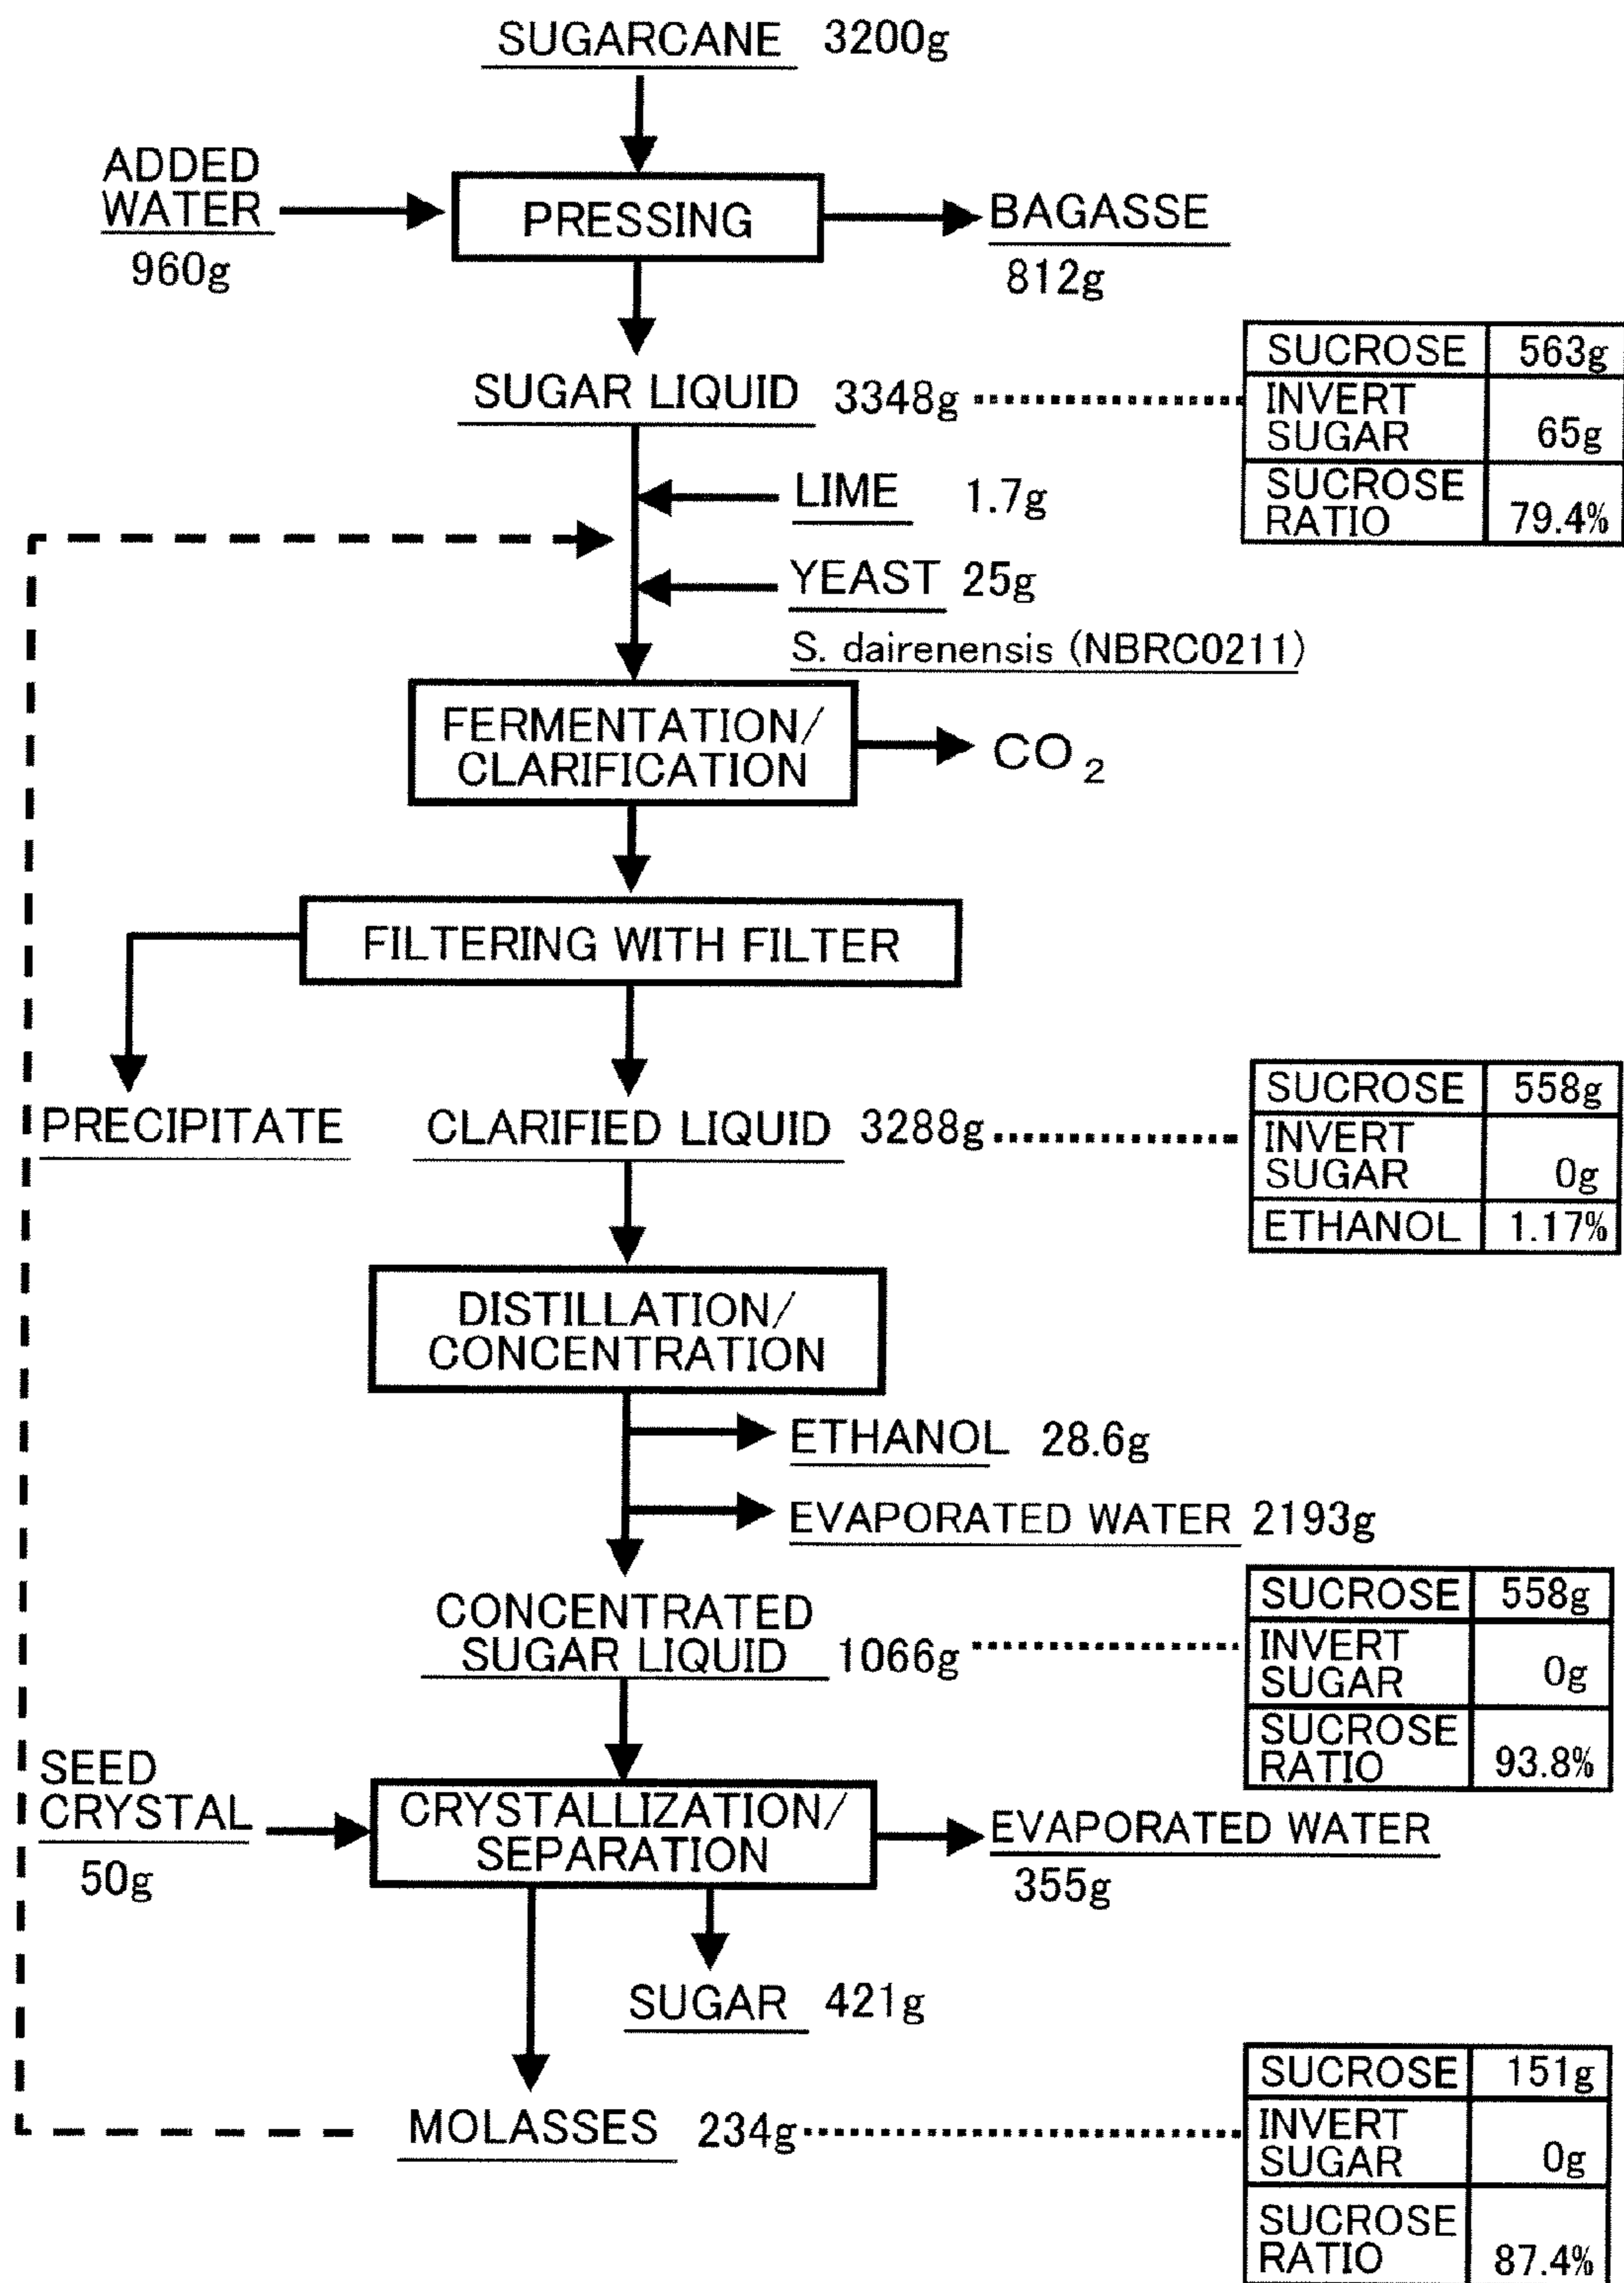 SUGARCANE 3200g
ADDED
WATER
960g
PRESSING
BAGASSE
812g
SUGAR LIQUID 3348g
SUCROSE 563g
INVERT
SUGAR 65g
SUCROSE
RATIO 79.4%
LIME 1.7g
YEAST 25g
S. dairenensis (NBRC0211)
FERMENTATION/
CLARIFICATION
CO2
FILTERING WITH FILTER
PRECIPITATE
CLARIFIED LIQUID 3288g
SUCROSE 558g
INVERT
SUGAR 0g
ETHANOL 1.17%
DISTILLATION/
CONCENTRATION
ETHANOL 28.6g
EVAPORATED WATER 2193g
CONCENTRATED
SUGAR LIQUID 1066g
SUCROSE 558g
INVERT
SUGAR 0g
SUCROSE
RATIO 93.8%
SEED
CRYSTAL
50g
CRYSTALLIZATION/
SEPARATION
EVAPORATED WATER
355g
SUGAR 421g
MOLASSES 234g
SUCROSE 151g
INVERT
SUGAR 0g
SUCROSE
RATIO 87.4%